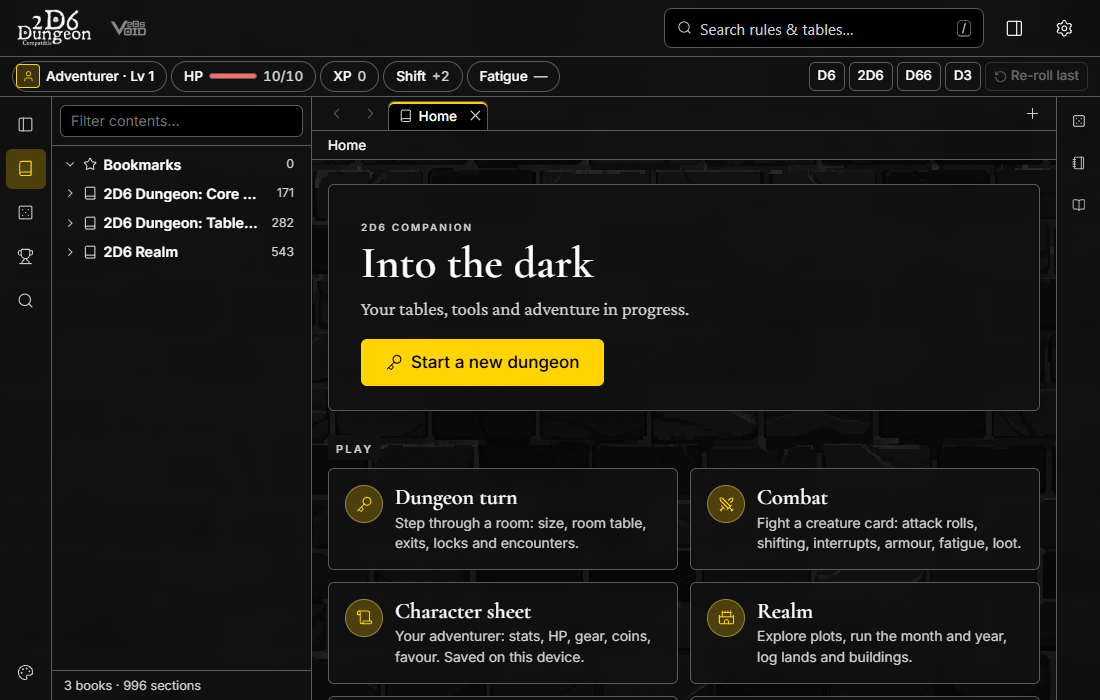 2D6
Dungeon
Compatible
2D6
VOID
Search rules & tables...
/
Adventurer · Lv 1
HP 10/10
XP 0
Shift +2
Fatigue —
D6
2D6
D66
D3
Re-roll last
Filter contents...
Home
Bookmarks 0
2D6 Dungeon: Core ... 171
2D6 Dungeon: Table... 282
2D6 Realm 543
3 books · 996 sections
Home
2D6 COMPANION
Into the dark
Your tables, tools and adventure in progress.
Start a new dungeon
PLAY
Dungeon turn
Step through a room: size, room table,
exits, locks and encounters.
Combat
Fight a creature card: attack rolls,
shifting, interrupts, armour, fatigue, loot.
Character sheet
Your adventurer: stats, HP, gear, coins,
favour. Saved on this device.
Realm
Explore plots, run the month and year,
log lands and buildings.